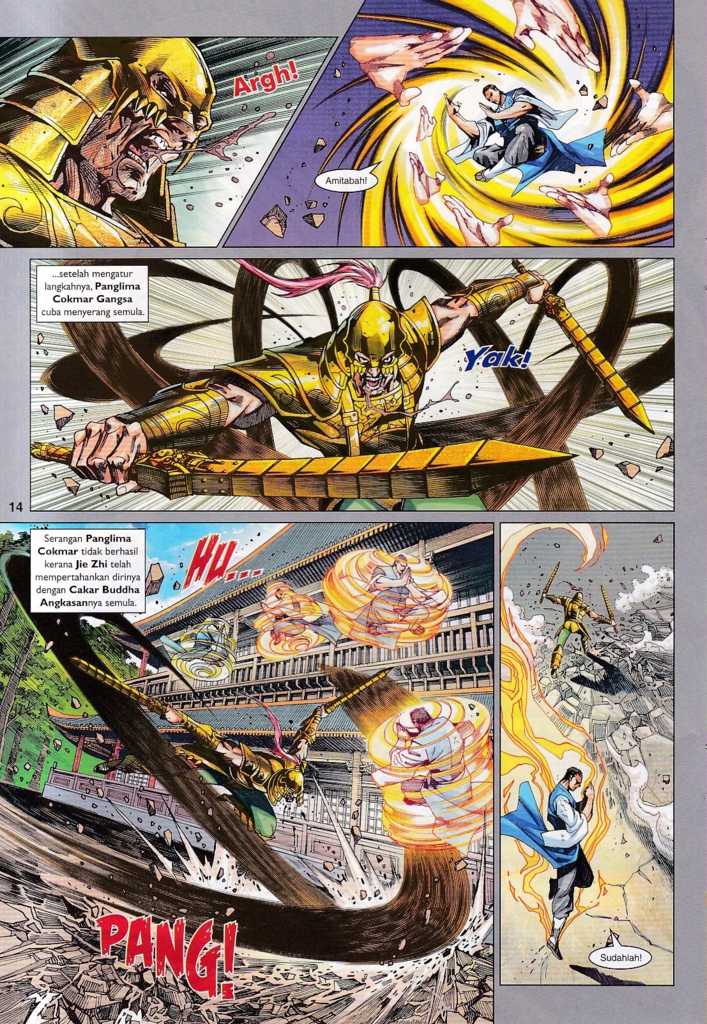 Argh!
Amitabah!
...setelah mengatur
langkahnya, Panglima
Cokmar Gangsa
cuba menyerang semula.
Yak!
14
Serangan Panglima
Cokmar tidak berhasil
kerana Jie Zhi telah
mempertahankan dirinya
dengan Cakar Buddha
Angkasannya semula.
HU...
PANG!
Sudahlah!